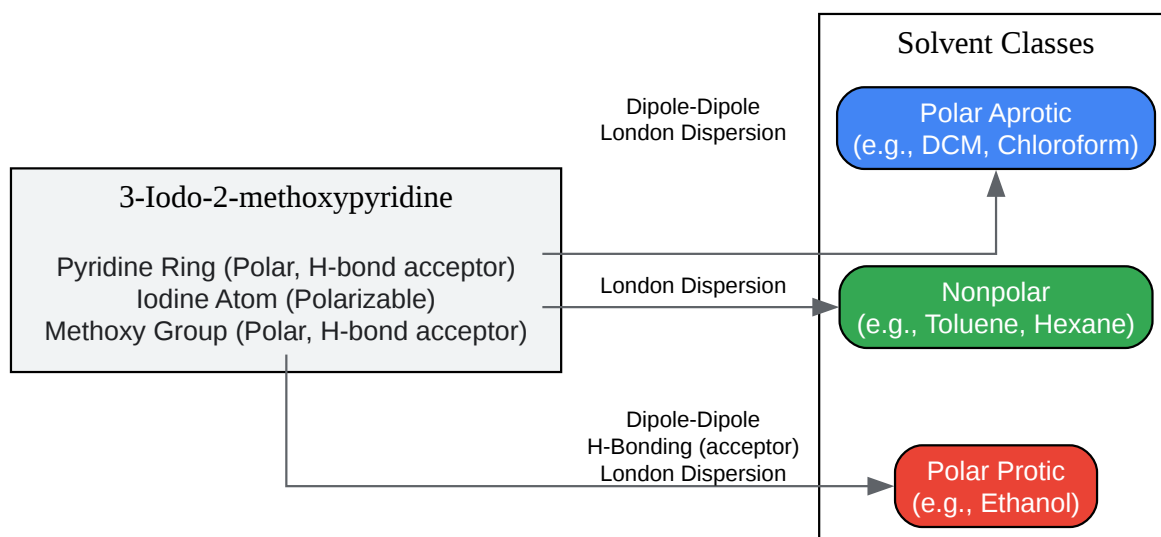 Solvent Classes
Dipole-Dipole
London Dispersion
Polar Aprotic
(e.g., DCM, Chloroform)
3-Iodo-2-methoxypyridine
Pyridine Ring (Polar, H-bond acceptor)
Iodine Atom (Polarizable)
Methoxy Group (Polar, H-bond acceptor)
London Dispersion
Nonpolar
(e.g., Toluene, Hexane)
Dipole-Dipole
H-Bonding (acceptor)
London Dispersion
Polar Protic
(e.g., Ethanol)